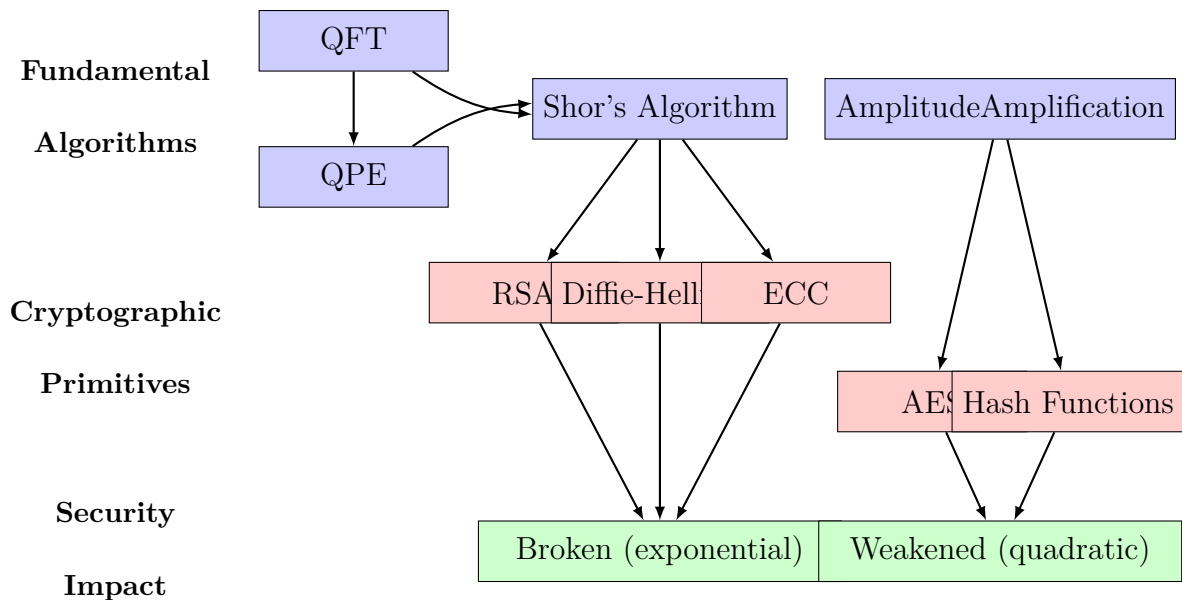 QFT
Fundamental
Algorithms
Shor's Algorithm
AmplitudeAmplification
QPE
RSA
Diffie-Hell
ECC
Cryptographic
Primitives
AES
Hash Functions
Security
Impact
Broken (exponential)
Weakened (quadratic)